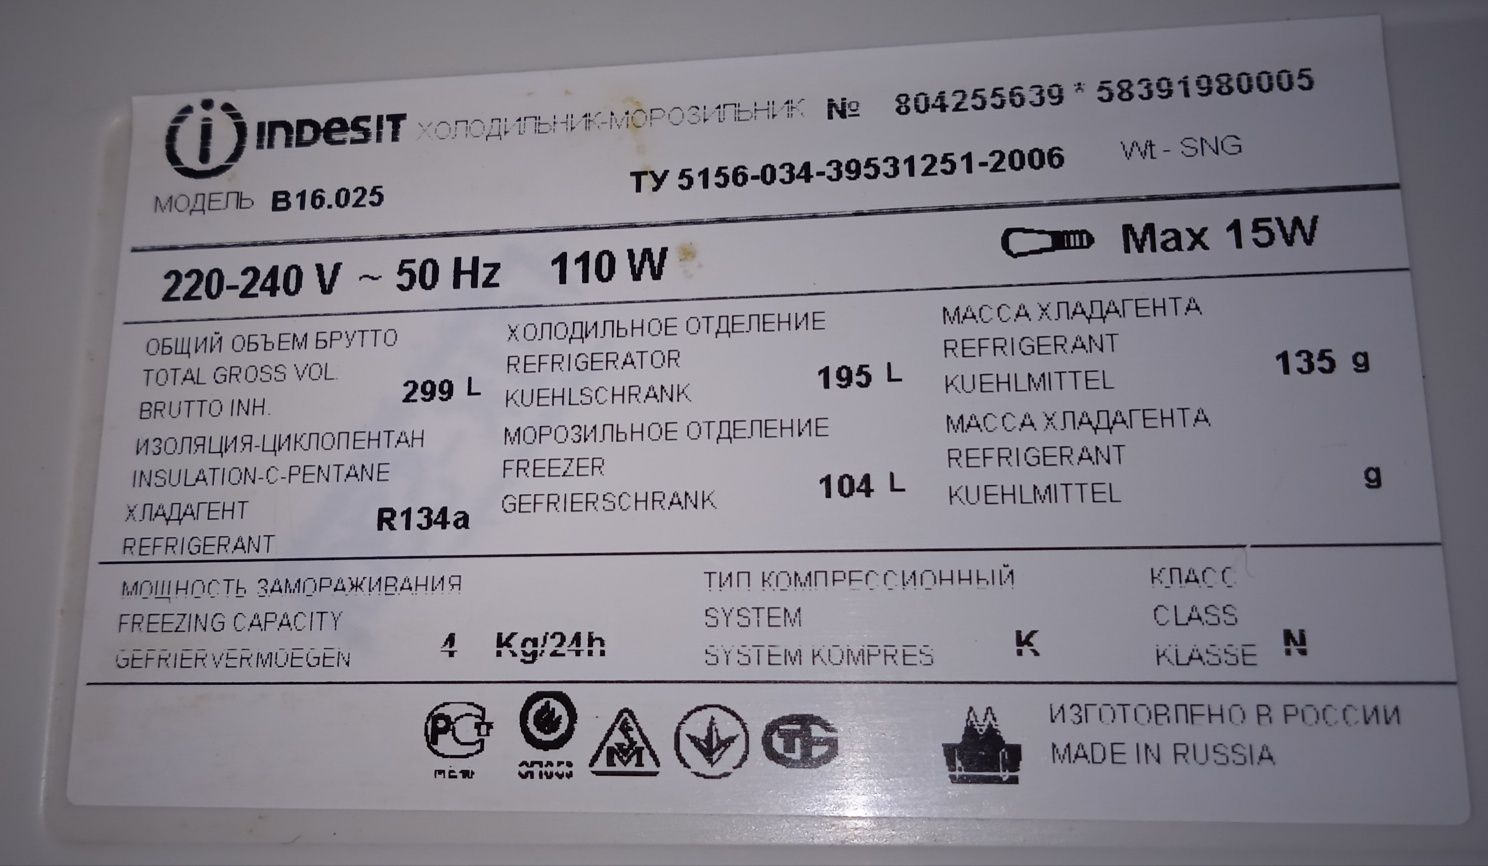 INDESIT ХОЛОДИЛЬНИК-МОРОЗИЛЬНИК № 804255639 * 58391980005
МОДЕЛЬ B16.025 ТУ 5156-034-39531251-2006 Wt - SNG
220-240 V ~ 50 Hz 110 W Max 15W
ОБЩИЙ ОБЪЕМ БРУТТО
TOTAL GROSS VOL.
BRUTTO INH. 299 L
ИЗОЛЯЦИЯ-ЦИКЛОПЕНТАН
INSULATION-C-PENTANE
ХЛАДАГЕНТ
REFRIGERANT R134a
ХОЛОДИЛЬНОЕ ОТДЕЛЕНИЕ
REFRIGERATOR
KUEHLSCHRANK 195 L
МОРОЗИЛЬНОЕ ОТДЕЛЕНИЕ
FREEZER
GEFRIERSCHRANK 104 L
МАССА ХЛАДАГЕНТА
REFRIGERANT
KUEHLMITTEL 135 g
МАССА ХЛАДАГЕНТА
REFRIGERANT
KUEHLMITTEL g
МОЩНОСТЬ ЗАМОРАЖИВАНИЯ
FREEZING CAPACITY
GEFRIERVERMOEGEN 4 Kg/24h
ТИП КОМПРЕССИОННЫЙ
SYSTEM
SYSTEM KOMPRES K
КЛАСС
CLASS
KLASSE N
ИЗГОТОВЛЕНО В РОССИИ
MADE IN RUSSIA